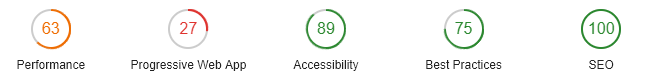 63 27 89 75 100
Performance Progressive Web App Accessibility Best Practices SEO